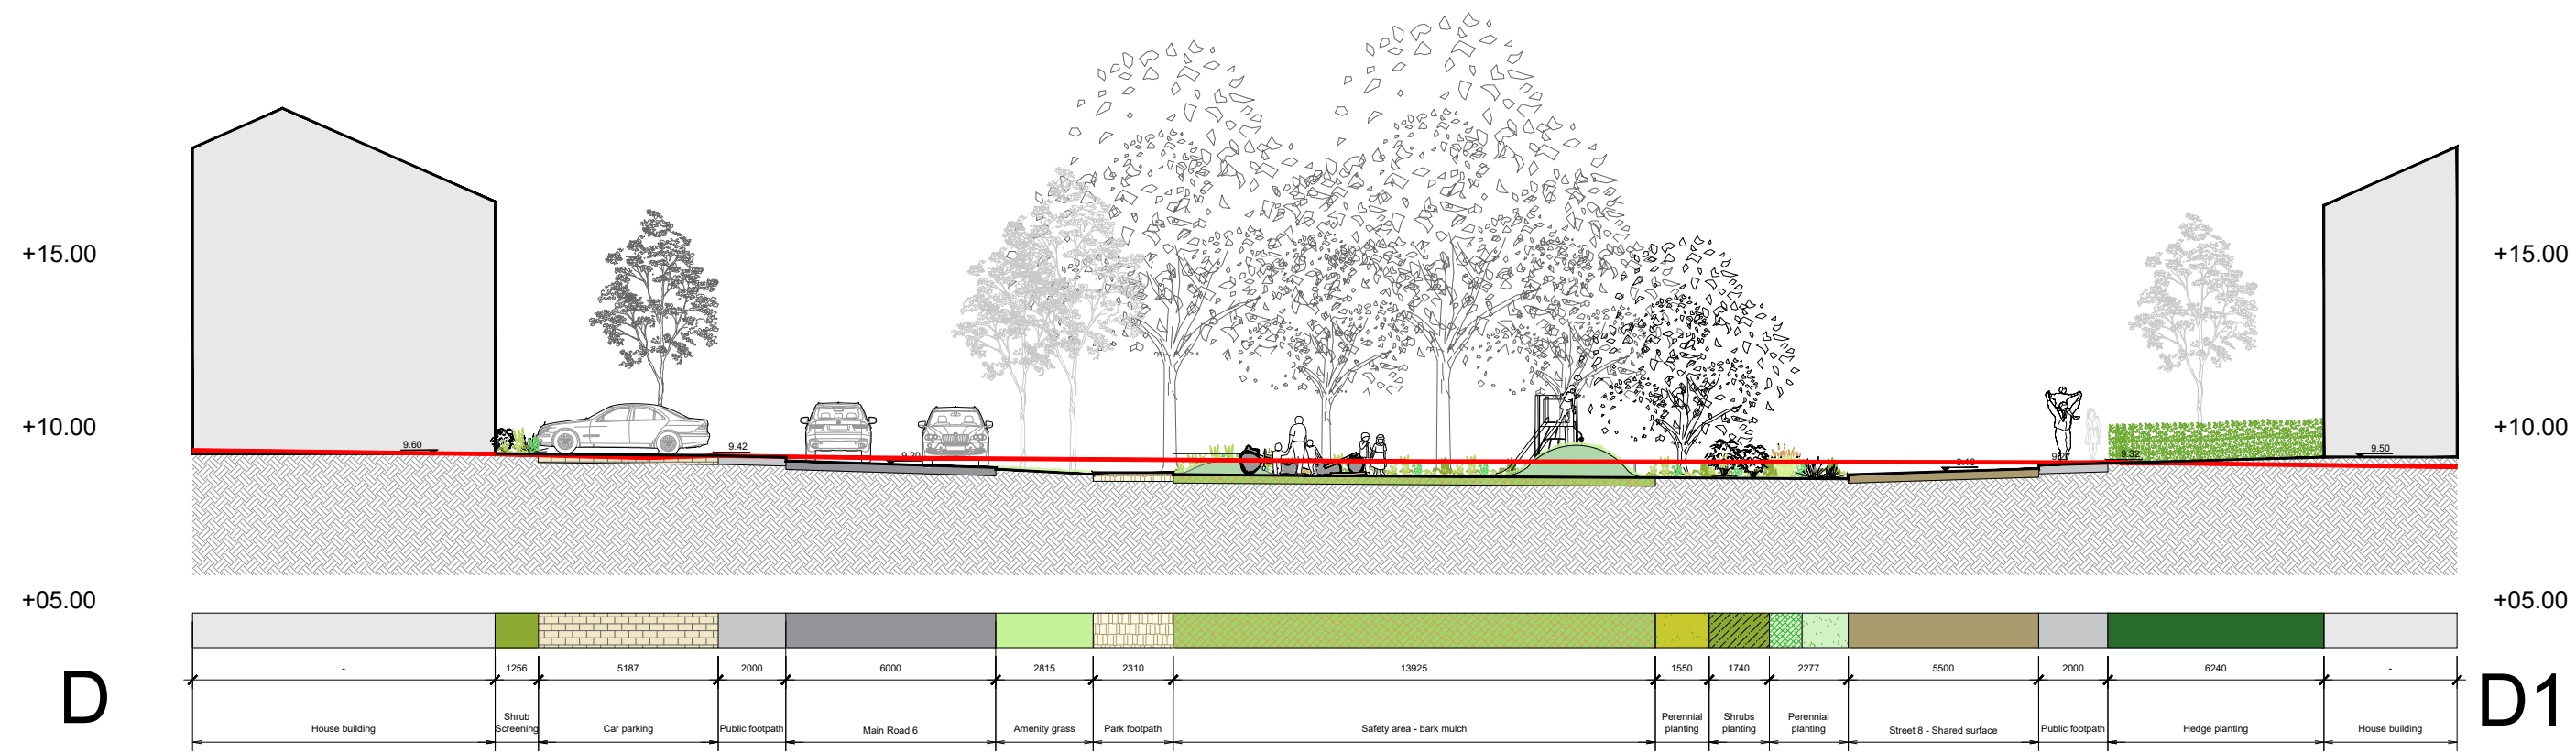 +15.00
+15.00
+10.00
+10.00
9.60
9.42
9.20
9.32
9.50
+05.00
+05.00
- 1256 5187 2000 6000 2815 2310 13925 1550 1740 2277 5500 2000 6240 -
D
D1
House building
Shrub
Screening
Car parking
Public footpath
Main Road 6
Amenity grass
Park footpath
Safety area - bark mulch
Perennial
planting
Shrubs
planting
Perennial
planting
Street 8 - Shared surface
Public footpath
Hedge planting
House building